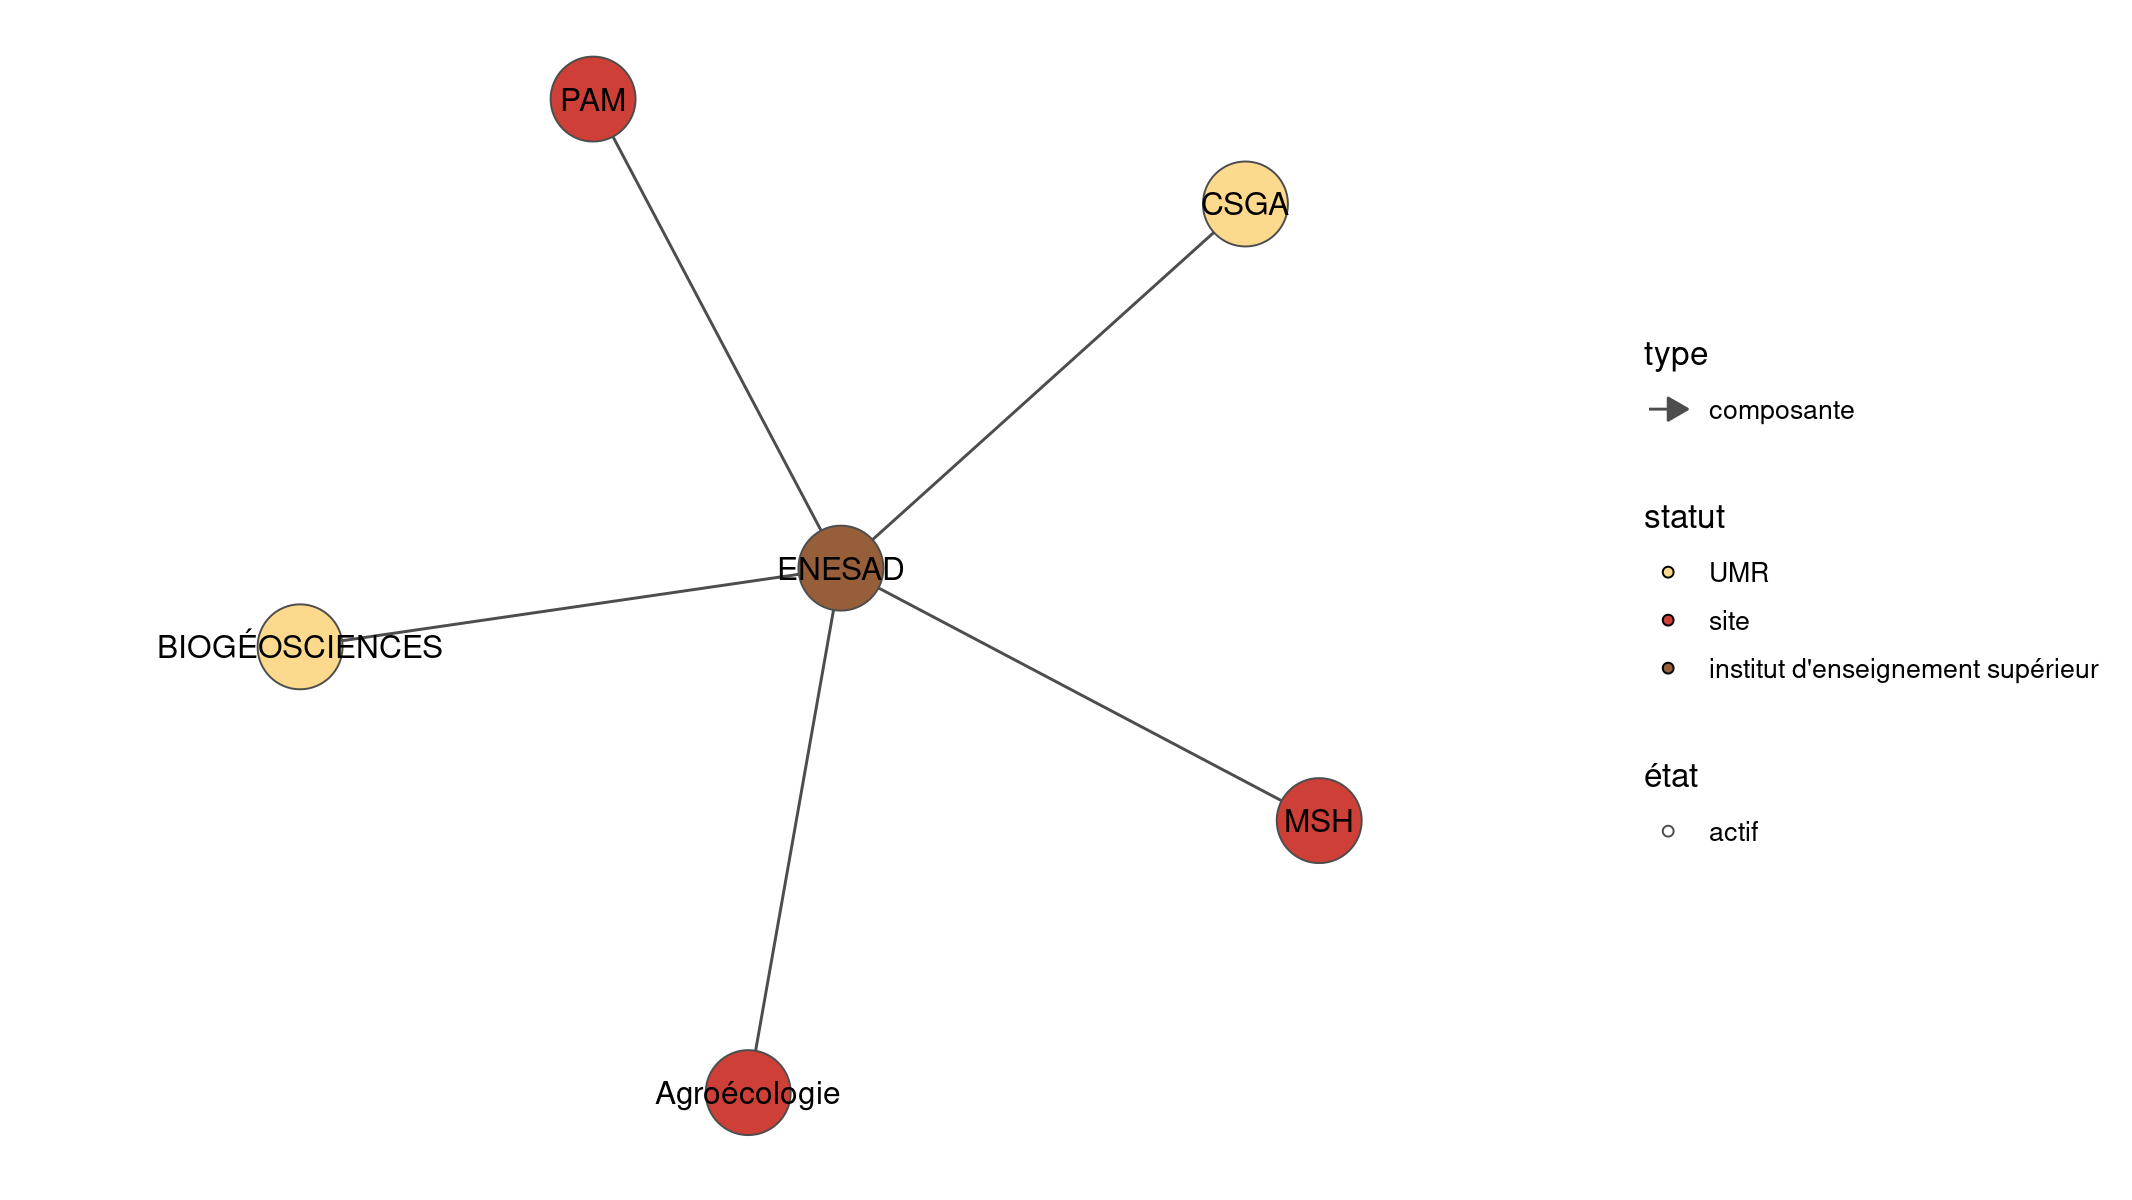 PAM
CSGA
ENESAD
BIOGÉOSCIENCES
MSH
Agroécologie
type
composante
statut
UMR
site
institut d'enseignement supérieur
état
actif